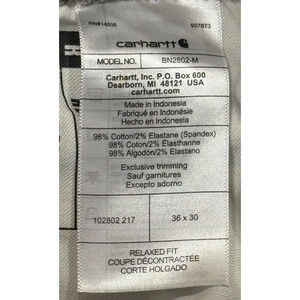 RN#14806 907873
carhartt
MODEL NO. BN2802-M
Carhartt, Inc. P.O. Box 600
Dearborn, MI 48121 USA
carhartt.com
Made in Indonesia
Fabriqué en Indonésie
Hecho en Indonesia
98% Cotton/2% Elastane (Spandex)
98% Coton/2% Élasthanne
98% Algodón/2% Elastano
Exclusive trimming
Sauf garnitures
Excepto adorno
102802 217 36 x 30
RELAXED FIT
COUPE DÉCONTRACTÉE
CORTE HOLGADO